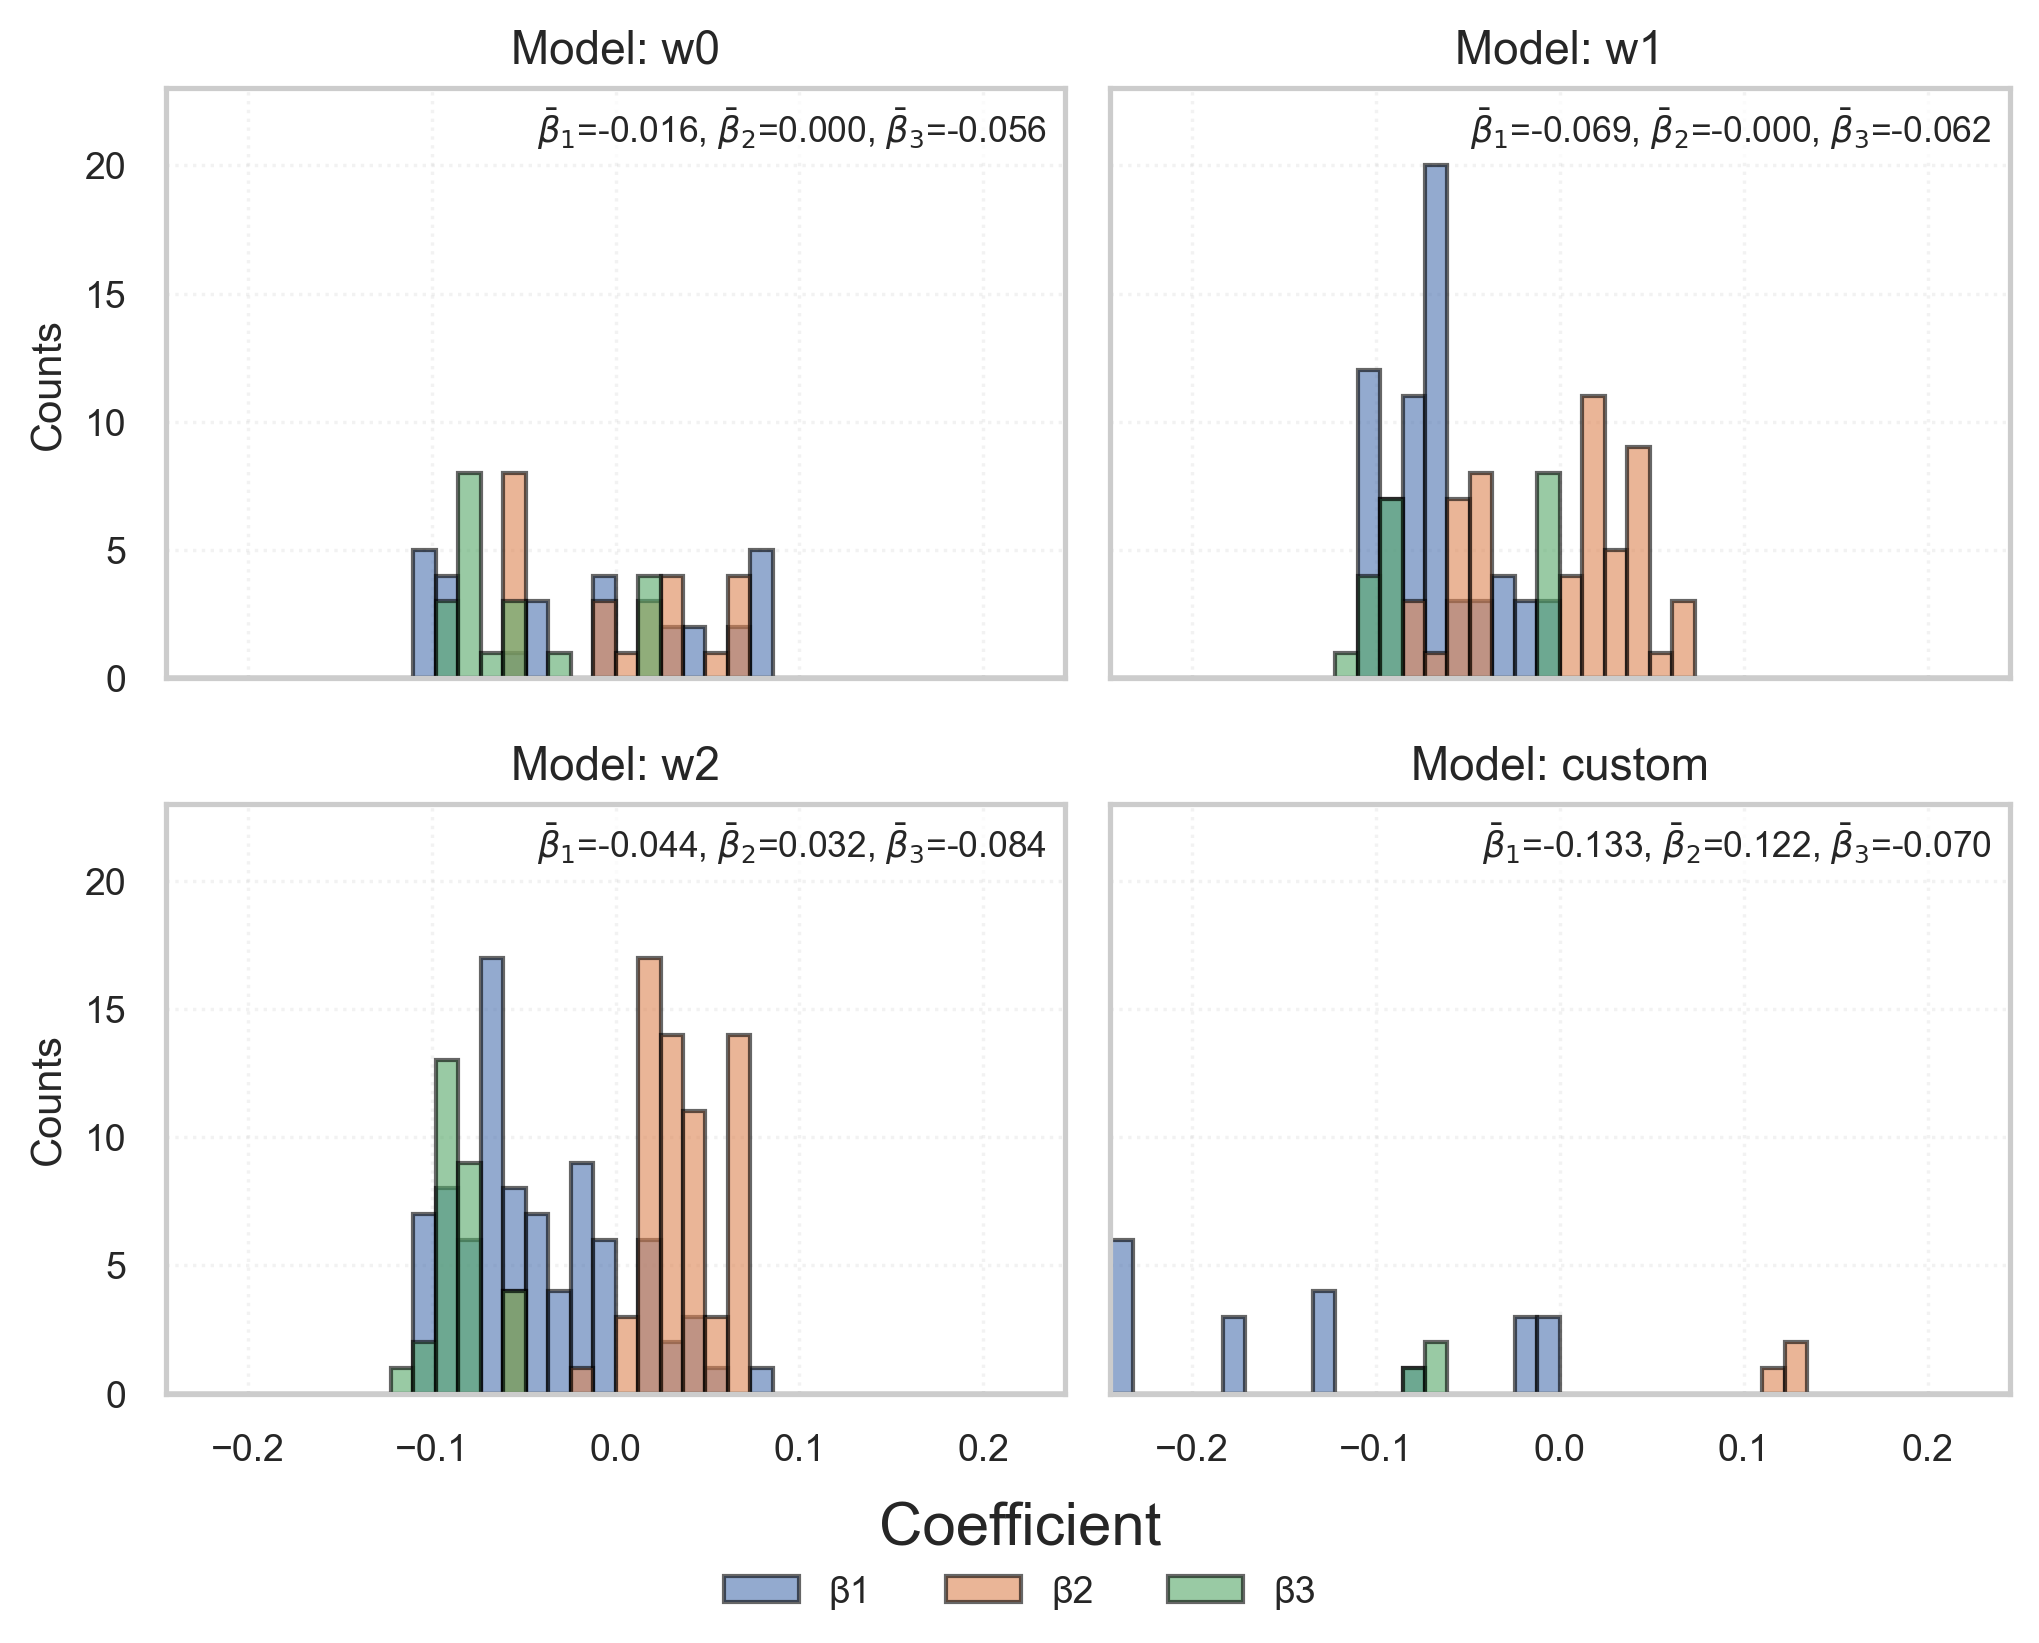 Model: w0
Model: w1
β̄₁=-0.016, β̄₂=0.000, β̄₃=-0.056
β̄₁=-0.069, β̄₂=-0.000, β̄₃=-0.062
Counts
20
15
10
5
0
Model: w2
Model: custom
β̄₁=-0.044, β̄₂=0.032, β̄₃=-0.084
β̄₁=-0.133, β̄₂=0.122, β̄₃=-0.070
Counts
20
15
10
5
0
−0.2 −0.1 0.0 0.1 0.2
−0.2 −0.1 0.0 0.1 0.2
Coefficient
β1 β2 β3